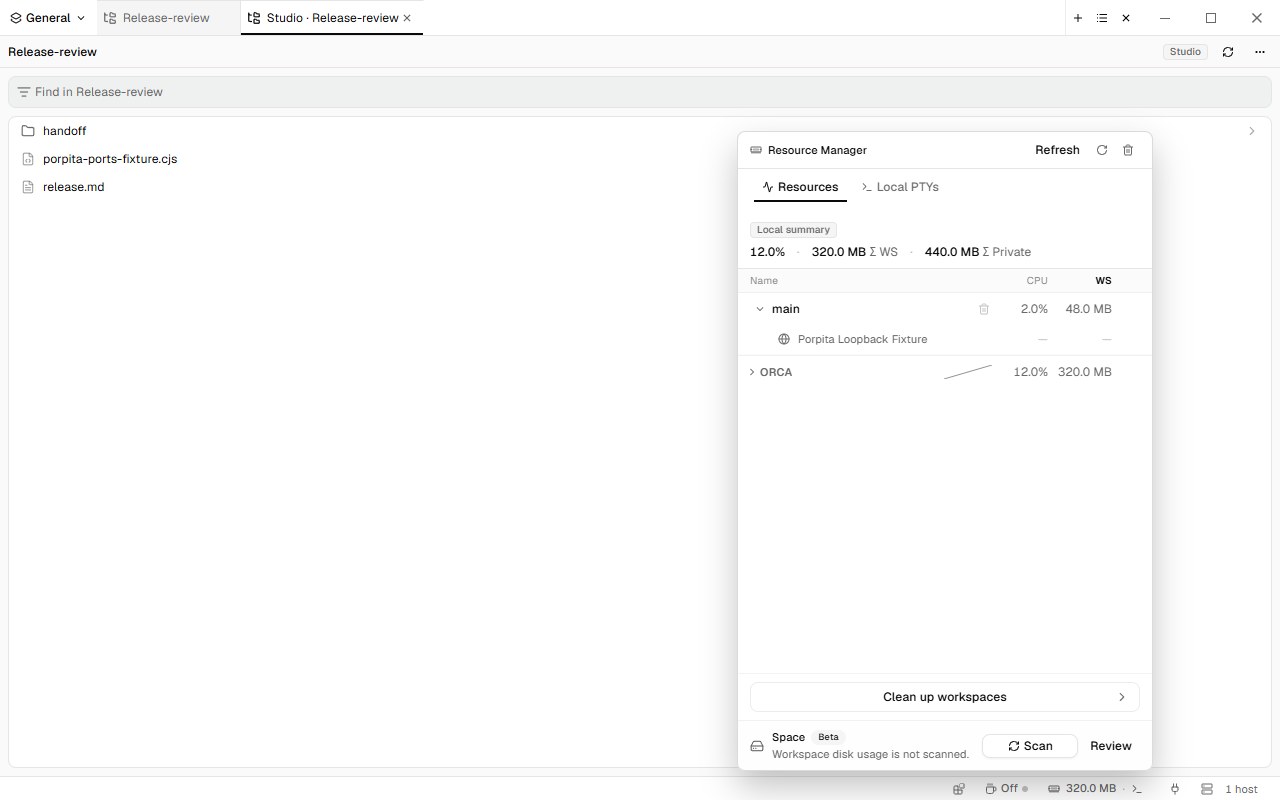 General
Release-review
Studio · Release-review
Release-review
Studio
Find in Release-review
handoff
porpita-ports-fixture.cjs
release.md
Resource Manager
Refresh
Resources
Local PTYs
Local summary
12.0% · 320.0 MB Σ WS · 440.0 MB Σ Private
Name CPU WS
main 2.0% 48.0 MB
Porpita Loopback Fixture — —
ORCA 12.0% 320.0 MB
Clean up workspaces
Space Beta
Workspace disk usage is not scanned.
Scan
Review
Off
320.0 MB ·
1 host